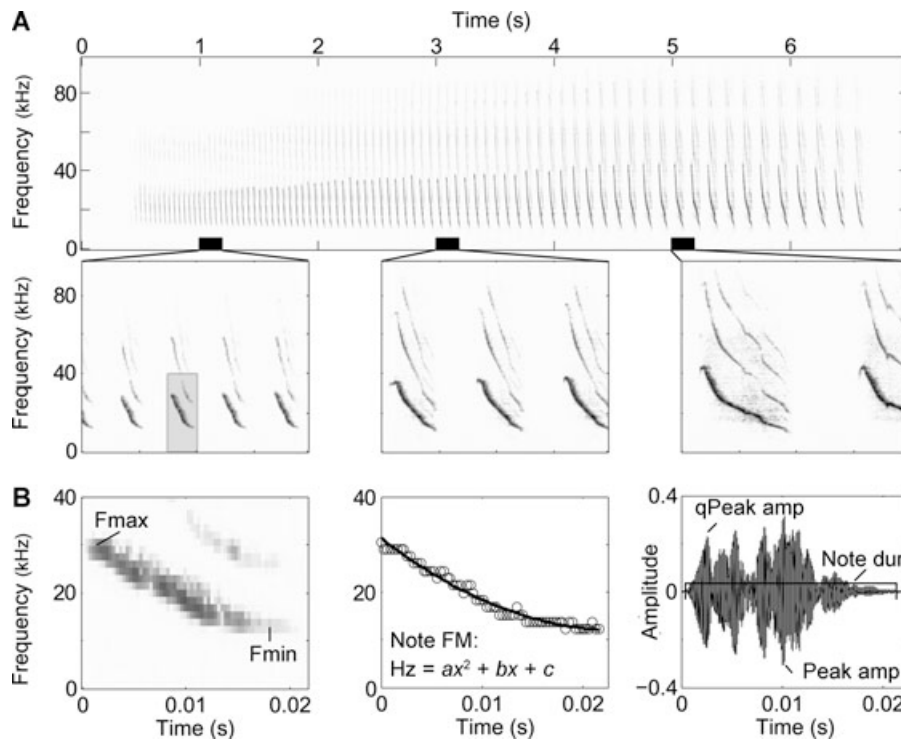 A
Time (s)
0 1 2 3 4 5 6
Frequency (kHz)
80
40
0
Frequency (kHz)
80
40
0
B
Frequency (kHz)
40
20
0
Fmax
Fmin
0 0.01 0.02
Time (s)
40
20
0
Note FM:
Hz = ax² + bx + c
0 0.01 0.02
Time (s)
Amplitude
0.4
0
−0.4
qPeak amp
Note dur
Peak amp
0 0.01 0.02
Time (s)